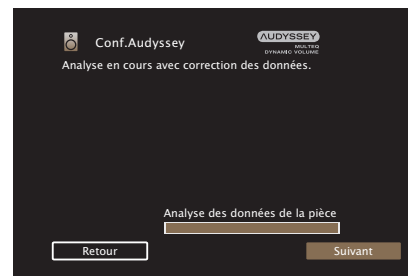 Conf.Audyssey
AUDYSSEY
MULTEQ
DYNAMIC VOLUME
Analyse en cours avec correction des données.
Analyse des données de la pièce
Retour
Suivant